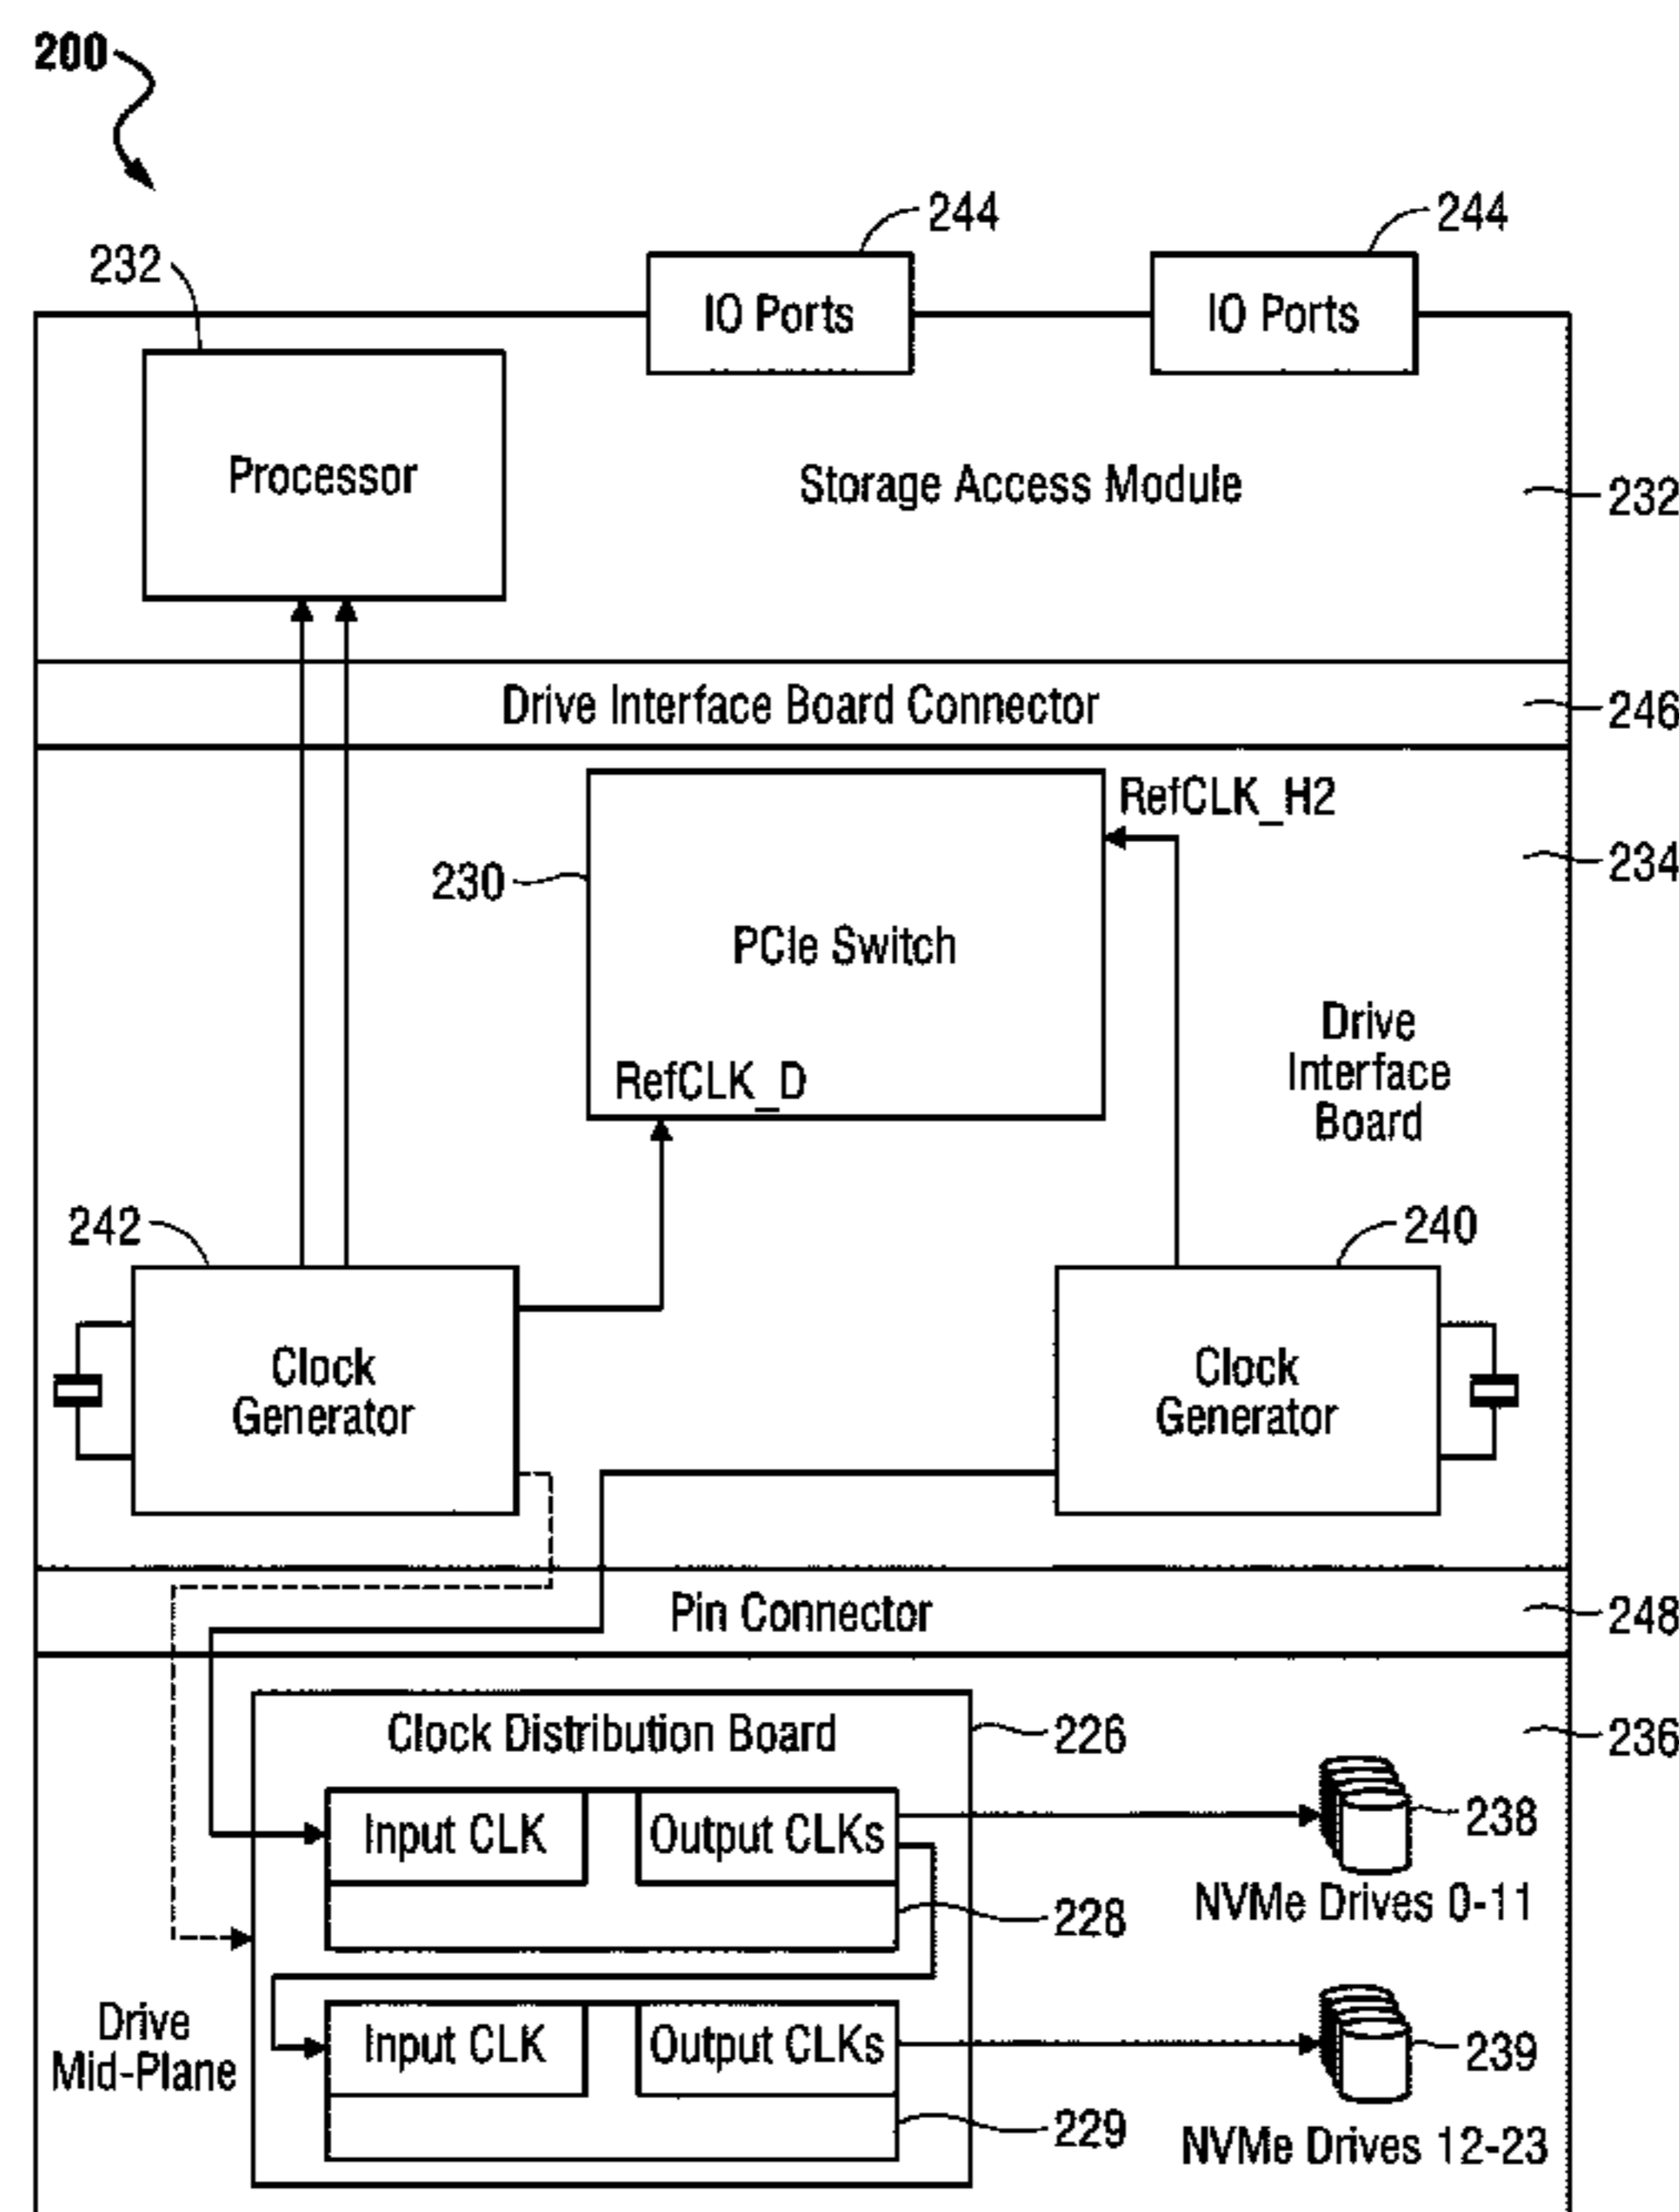 200
244
244
232
IO Ports
IO Ports
Processor
Storage Access Module
232
Drive Interface Board Connector
246
RefCLK_H2
230
234
PCIe Switch
Drive
Interface
Board
RefCLK_D
242
240
Clock
Generator
Clock
Generator
Pin Connector
248
Clock Distribution Board
226
236
Input CLK
Output CLKs
238
NVMe Drives 0-11
228
Drive
Mid-Plane
Input CLK
Output CLKs
239
229
NVMe Drives 12-23